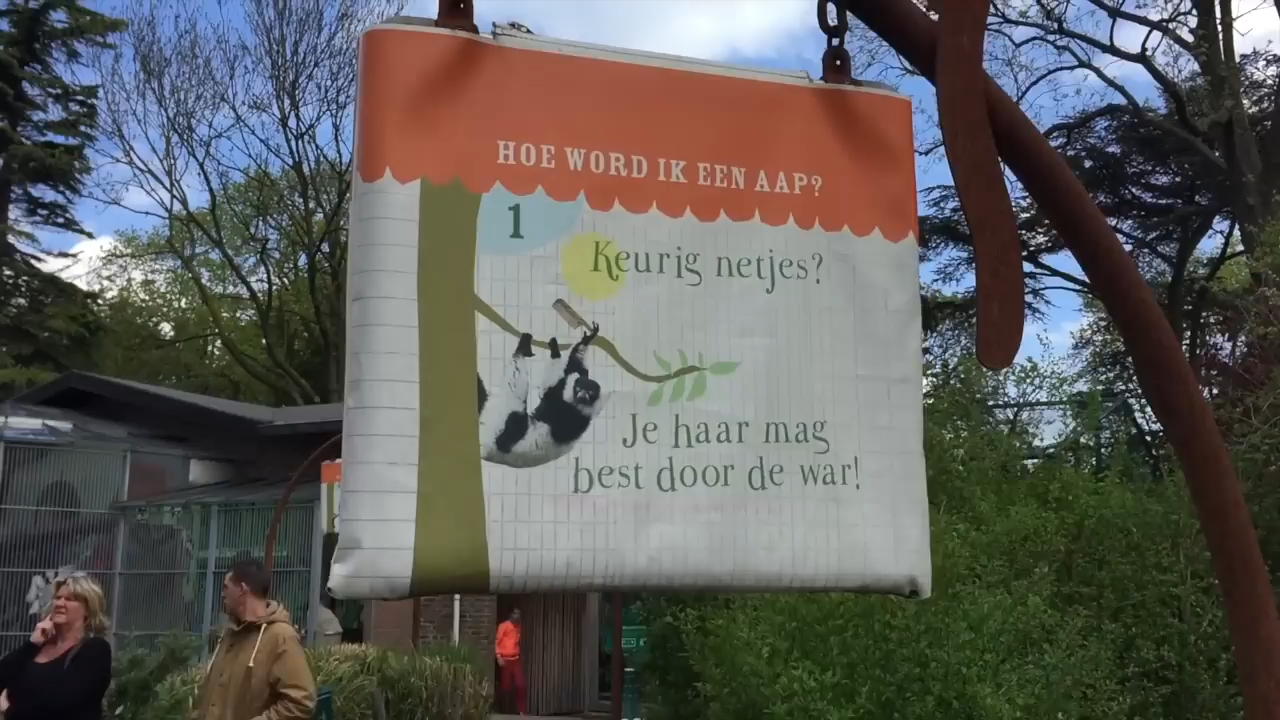 HOE WORD IK EEN AAP?
1
Keurig netjes?
Je haar mag
best door de war!